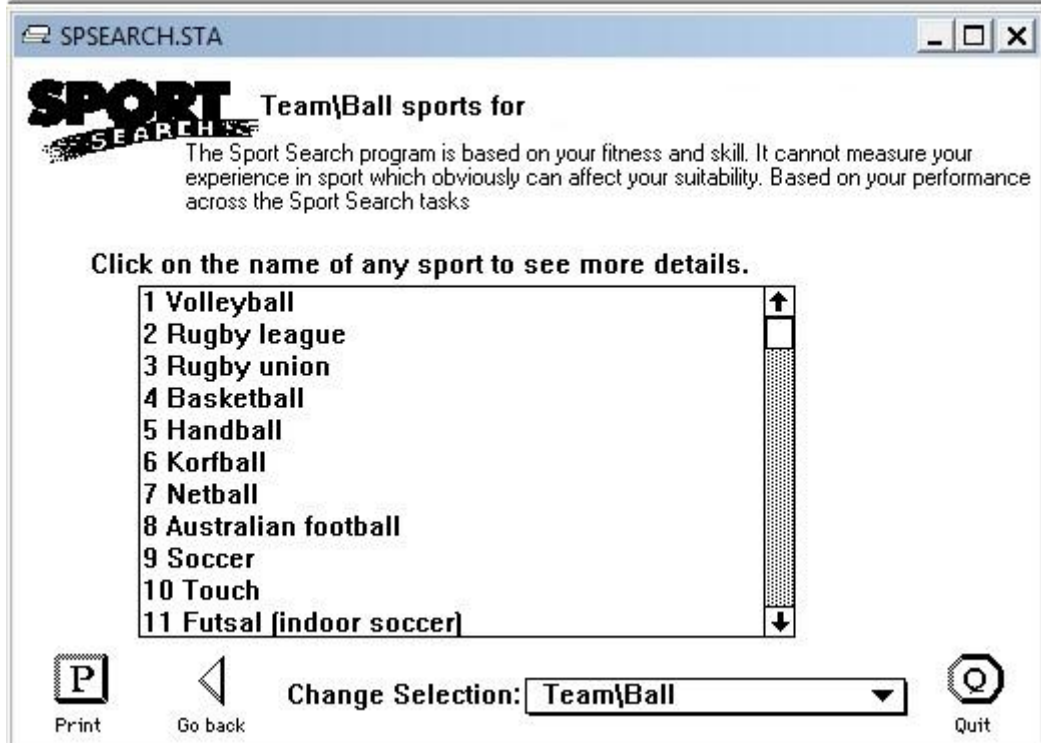 SPSEARCH.STA
SPORT
SEARCH
Team\Ball sports for
The Sport Search program is based on your fitness and skill. It cannot measure your
experience in sport which obviously can affect your suitability. Based on your performance
across the Sport Search tasks
Click on the name of any sport to see more details.
1 Volleyball
2 Rugby league
3 Rugby union
4 Basketball
5 Handball
6 Korfball
7 Netball
8 Australian football
9 Soccer
10 Touch
11 Futsal (indoor soccer)
P
Print
Go back
Change Selection: Team\Ball
Q
Quit